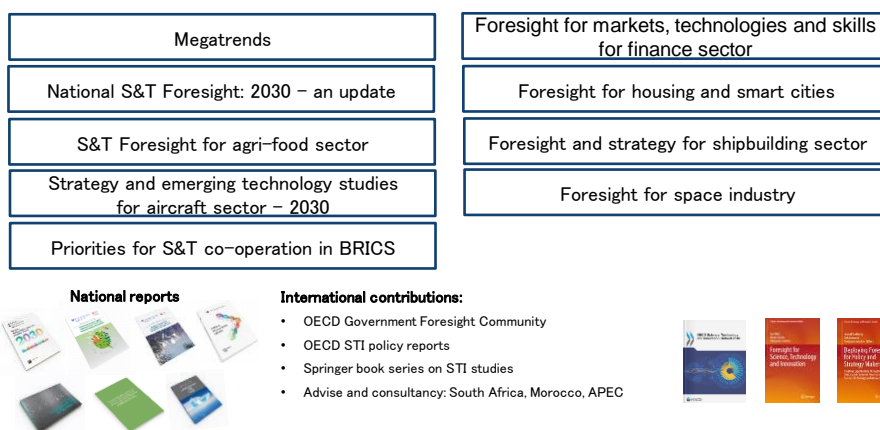 Megatrends
National S&T Foresight: 2030 – an update
S&T Foresight for agri-food sector
Strategy and emerging technology studies
for aircraft sector – 2030
Priorities for S&T co-operation in BRICS
Foresight for markets, technologies and skills
for finance sector
Foresight for housing and smart cities
Foresight and strategy for shipbuilding sector
Foresight for space industry
National reports
2030
International contributions:
• OECD Government Foresight Community
• OECD STI policy reports
• Springer book series on STI studies
• Advise and consultancy: South Africa, Morocco, APEC
Foresight for
Science, Technology
and Innovation
Deploying Fore
for Policy and
Strategy Maker